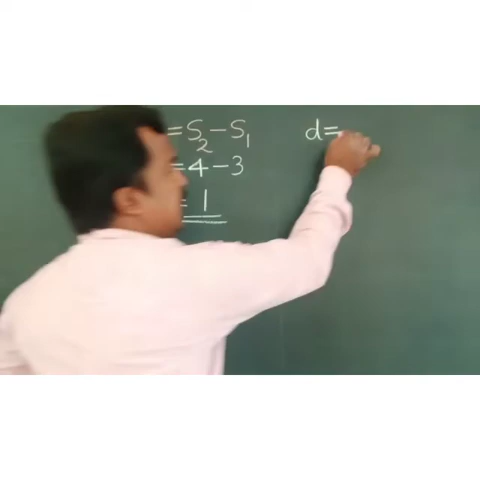 = S₂ - S₁
= 4 - 3
= 1
d =